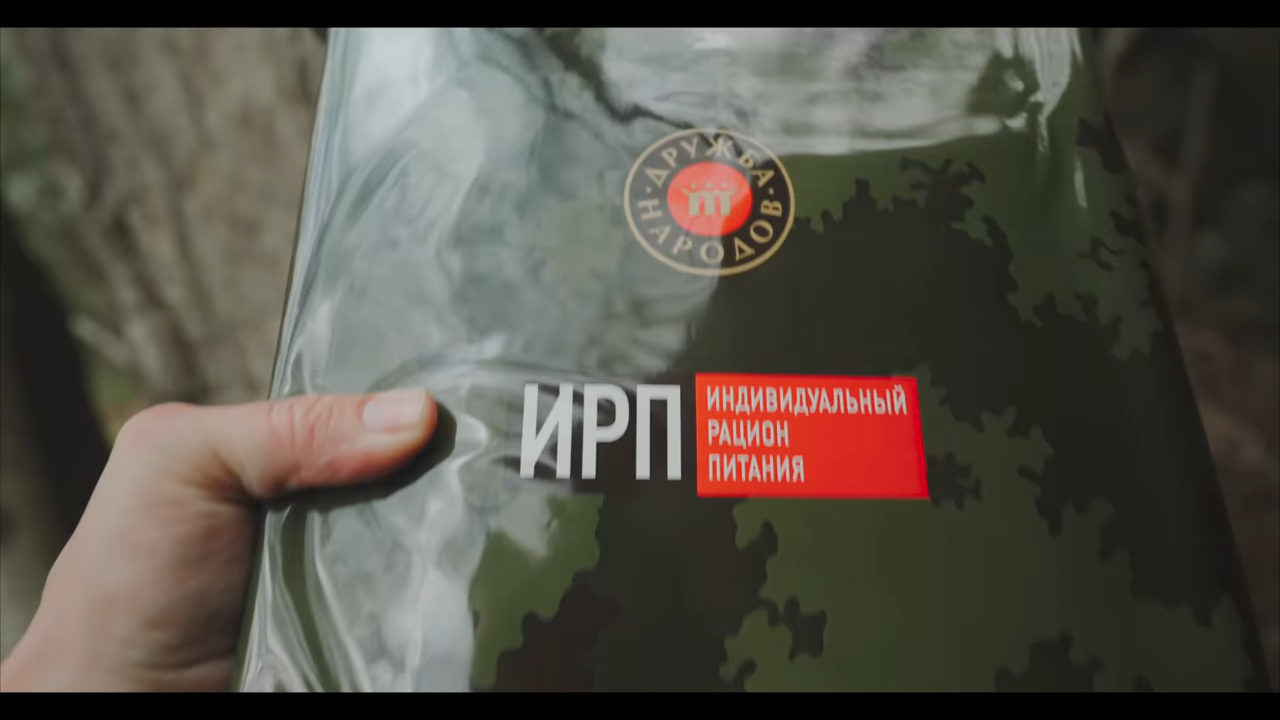 ДРУЖБА
НАРОДОВ
ИРП
ИНДИВИДУАЛЬНЫЙ
РАЦИОН
ПИТАНИЯ